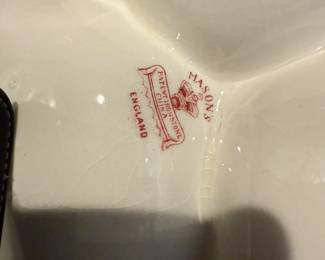 MASON'S
PATENT IRONSTONE
CHINA
ENGLAND